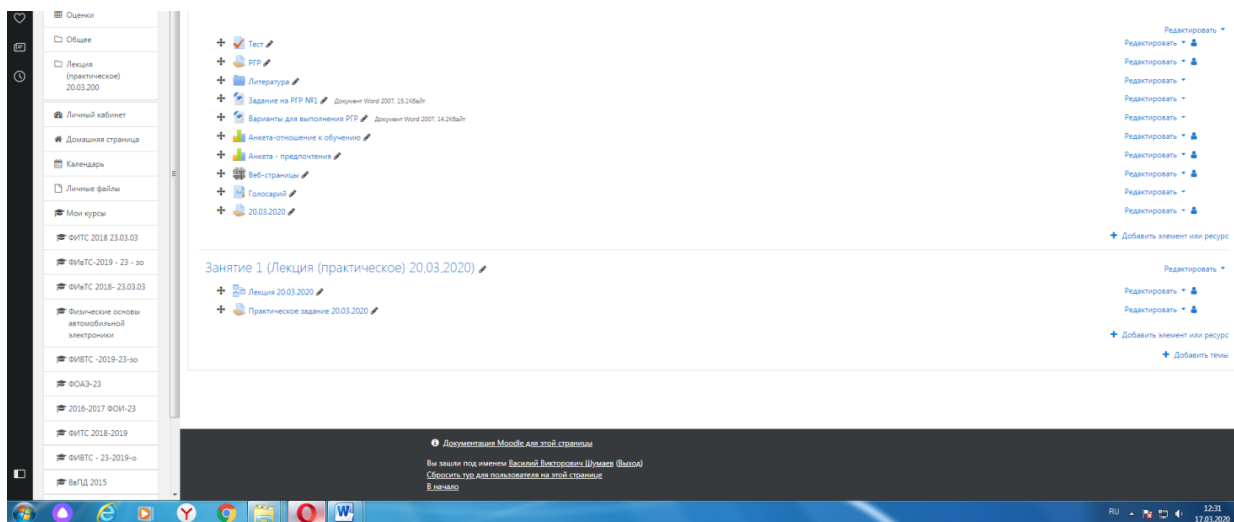 Оценки
Общее
Лекция
(практическое)
20.03.200
Личный кабинет
Домашняя страница
Календарь
Личные файлы
Мои курсы
ФИТС 2018 23.03.03
ФИвТС-2019 - 23 - зо
ФИвТС 2018- 23.03.03
Физические основы
автомобильной
электроники
ФИВТС -2019-23-зо
ФОАЭ-23
2016-2017 ФОИ-23
ФИТС 2018-2019
ФИВТС - 23-2019-о
ВвПД 2015
Редактировать
Тест Редактировать
РГР Редактировать
Литература Редактировать
Задание на РГР №1 Документ Word 2007, 15.1Кбайт Редактировать
Варианты для выполнения РГР Документ Word 2007, 14.2Кбайт Редактировать
Анкета-отношение к обучению Редактировать
Анкета - предпочтения Редактировать
Веб-страницы Редактировать
Голосарий Редактировать
20.03.2020 Редактировать
Добавить элемент или ресурс
Занятие 1 (Лекция (практическое) 20,03,2020) Редактировать
Лекция 20.03.2020 Редактировать
Практическое задание 20.03.2020 Редактировать
Добавить элемент или ресурс
Добавить темы
Документация Moodle для этой страницы
Вы зашли под именем Василий Викторович Шумаев (Выход)
Сбросить тур для пользователя на этой странице
В начало
RU
12:31
17.03.2020